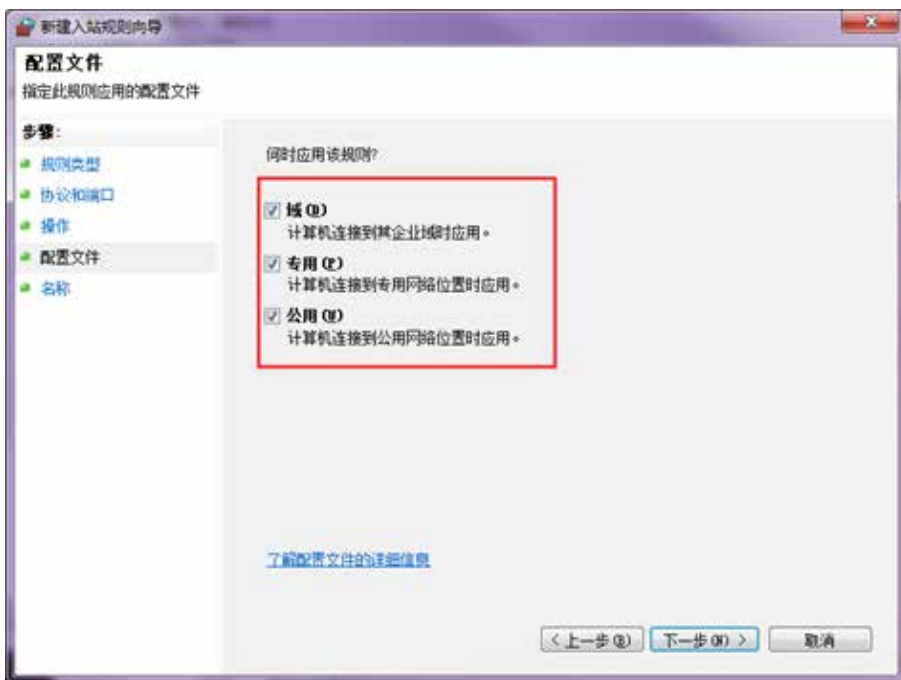 新建入站规则向导
配置文件
指定此规则应用的配置文件
步骤:
规则类型
协议和端口
操作
配置文件
名称
何时应用该规则?
域(D)
计算机连接到其企业域时应用。
专用(P)
计算机连接到专用网络位置时应用。
公用(U)
计算机连接到公用网络位置时应用。
了解配置文件的详细信息
<上一步(B) 下一步(N)> 取消